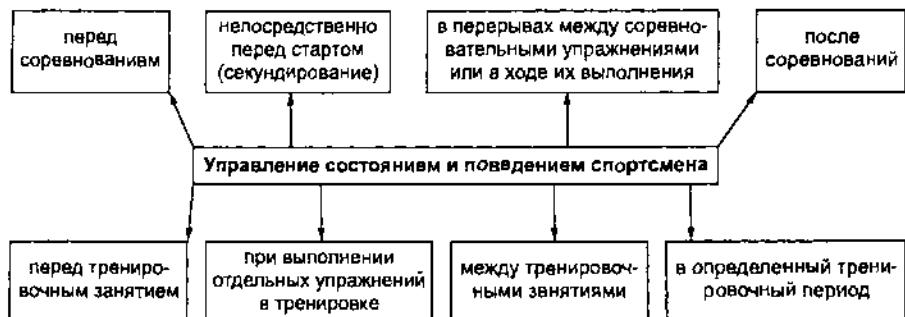 перед
соревнованием
непосредственно
перед стартом
(секундирование)
в перерывах между соревно-
вательными упражнениями
или в ходе их выполнения
после
соревнований
Управление состоянием и поведением спортсмена
перед трениро-
вочным занятием
при выполнении
отдельных упражнений
в тренировке
между тренировоч-
ными занятиями
в определенный трени-
ровочный период